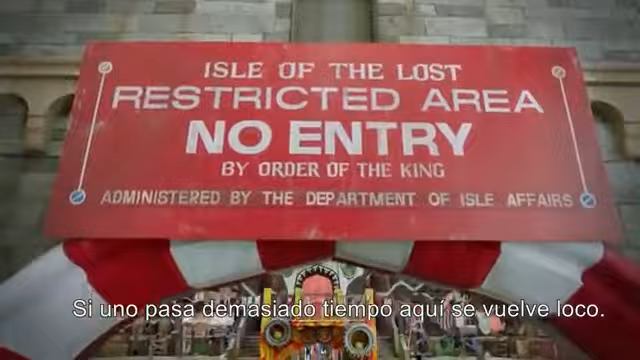 ISLE OF THE LOST
RESTRICTED AREA
NO ENTRY
BY ORDER OF THE KING
ADMINISTERED BY THE DEPARTMENT OF ISLE AFFAIRS
Si uno pasa demasiado tiempo aquí se vuelve loco.